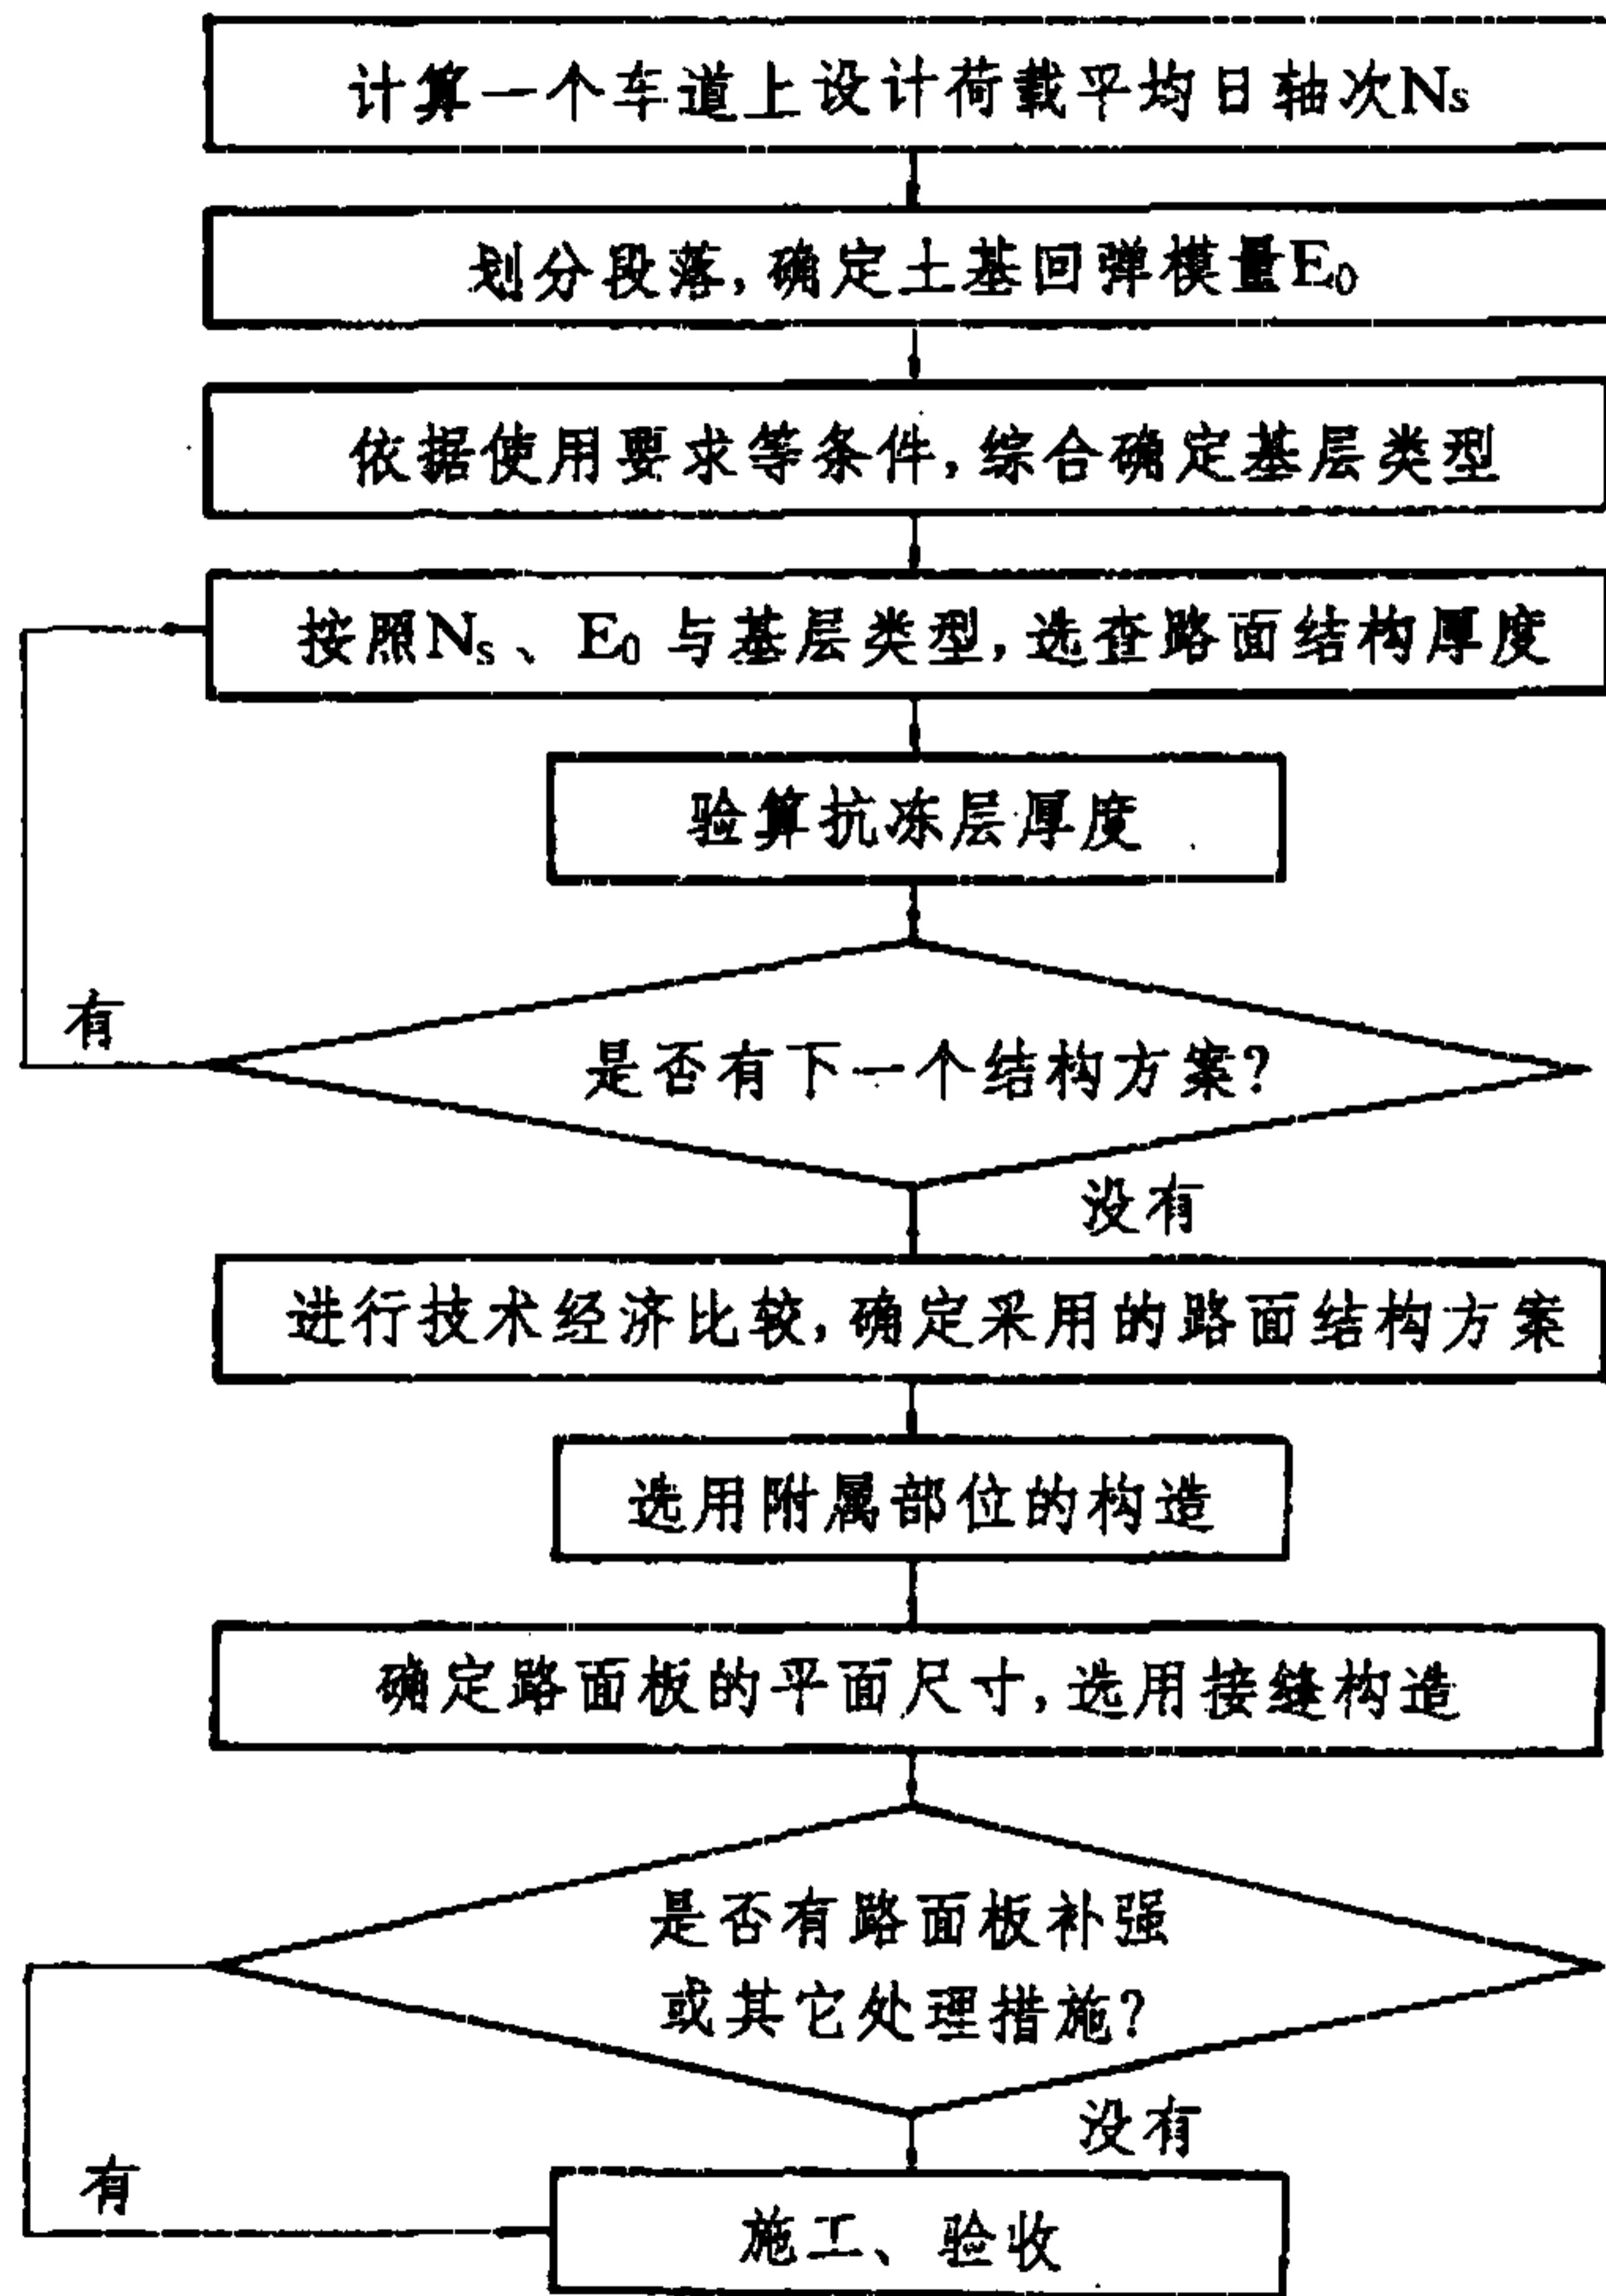 计算一个车道上设计荷载平均日轴次Ns
划分段落,确定土基回弹模量E0
依据使用要求等条件,综合确定基层类型
按照Ns、E0与基层类型,选查路面结构厚度
验算抗冻层厚度
是否有下一个结构方案?
有
没有
进行技术经济比较,确定采用的路面结构方案
选用附属部位的构造
确定路面板的平面尺寸,选用接缝构造
是否有路面板补强
或其它处理措施?
没有
有
施工、验收